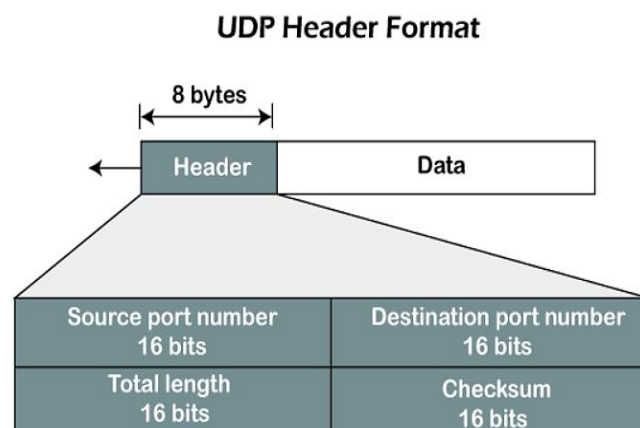 UDP Header Format
8 bytes
Header
Data
Source port number
16 bits
Destination port number
16 bits
Total length
16 bits
Checksum
16 bits